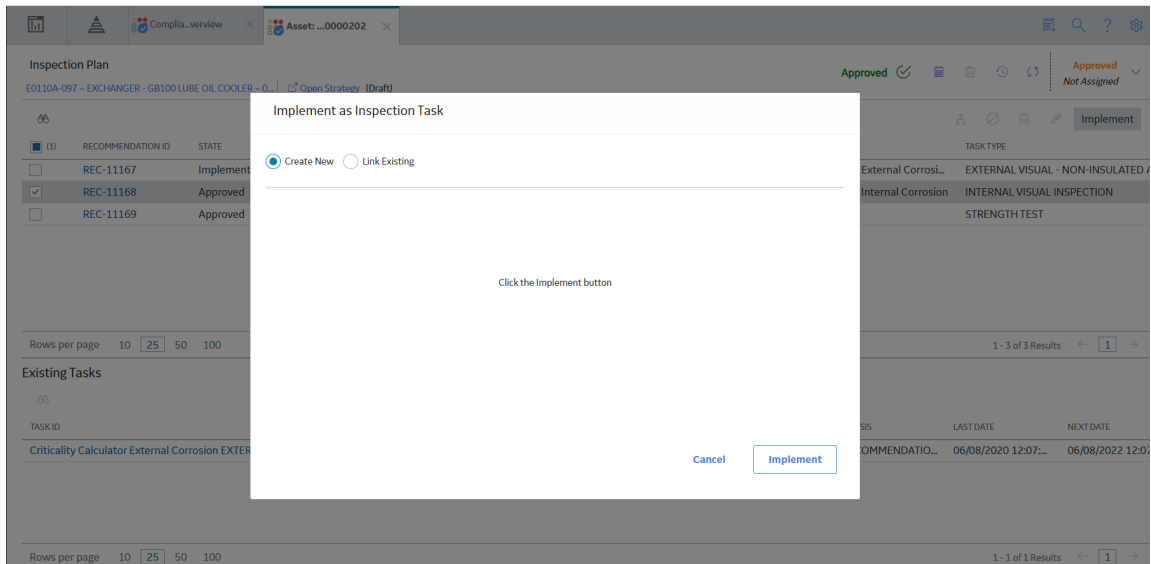 Complia...verview
Asset: ...0000202
Inspection Plan
E0110A-097 ~ EXCHANGER - GB100 LUBE OIL COOLER ~ 0...
Open Strategy (Draft)
Approved
Approved
Not Assigned
Implement
(1) RECOMMENDATION ID STATE TASK TYPE
REC-11167 Implement External Corrosi... EXTERNAL VISUAL - NON-INSULATED
REC-11168 Approved Internal Corrosion INTERNAL VISUAL INSPECTION
REC-11169 Approved STRENGTH TEST
Implement as Inspection Task
Create New Link Existing
Click the Implement button
Cancel Implement
Rows per page 10 25 50 100 1 - 3 of 3 Results 1
Existing Tasks
TASK ID SIS LAST DATE NEXT DATE
Criticality Calculator External Corrosion EXTER OMMENDATIO... 06/08/2020 12:07:... 06/08/2022 12:07
Rows per page 10 25 50 100 1 - 1 of 1 Results 1